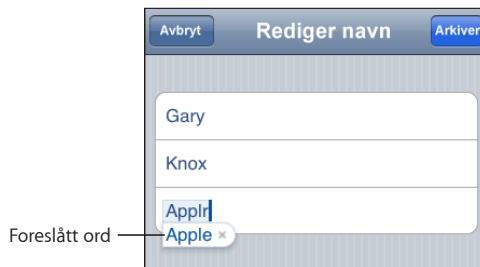 Avbryt Rediger navn Arkiver
Gary
Knox
Applr
Foreslått ord Apple ×